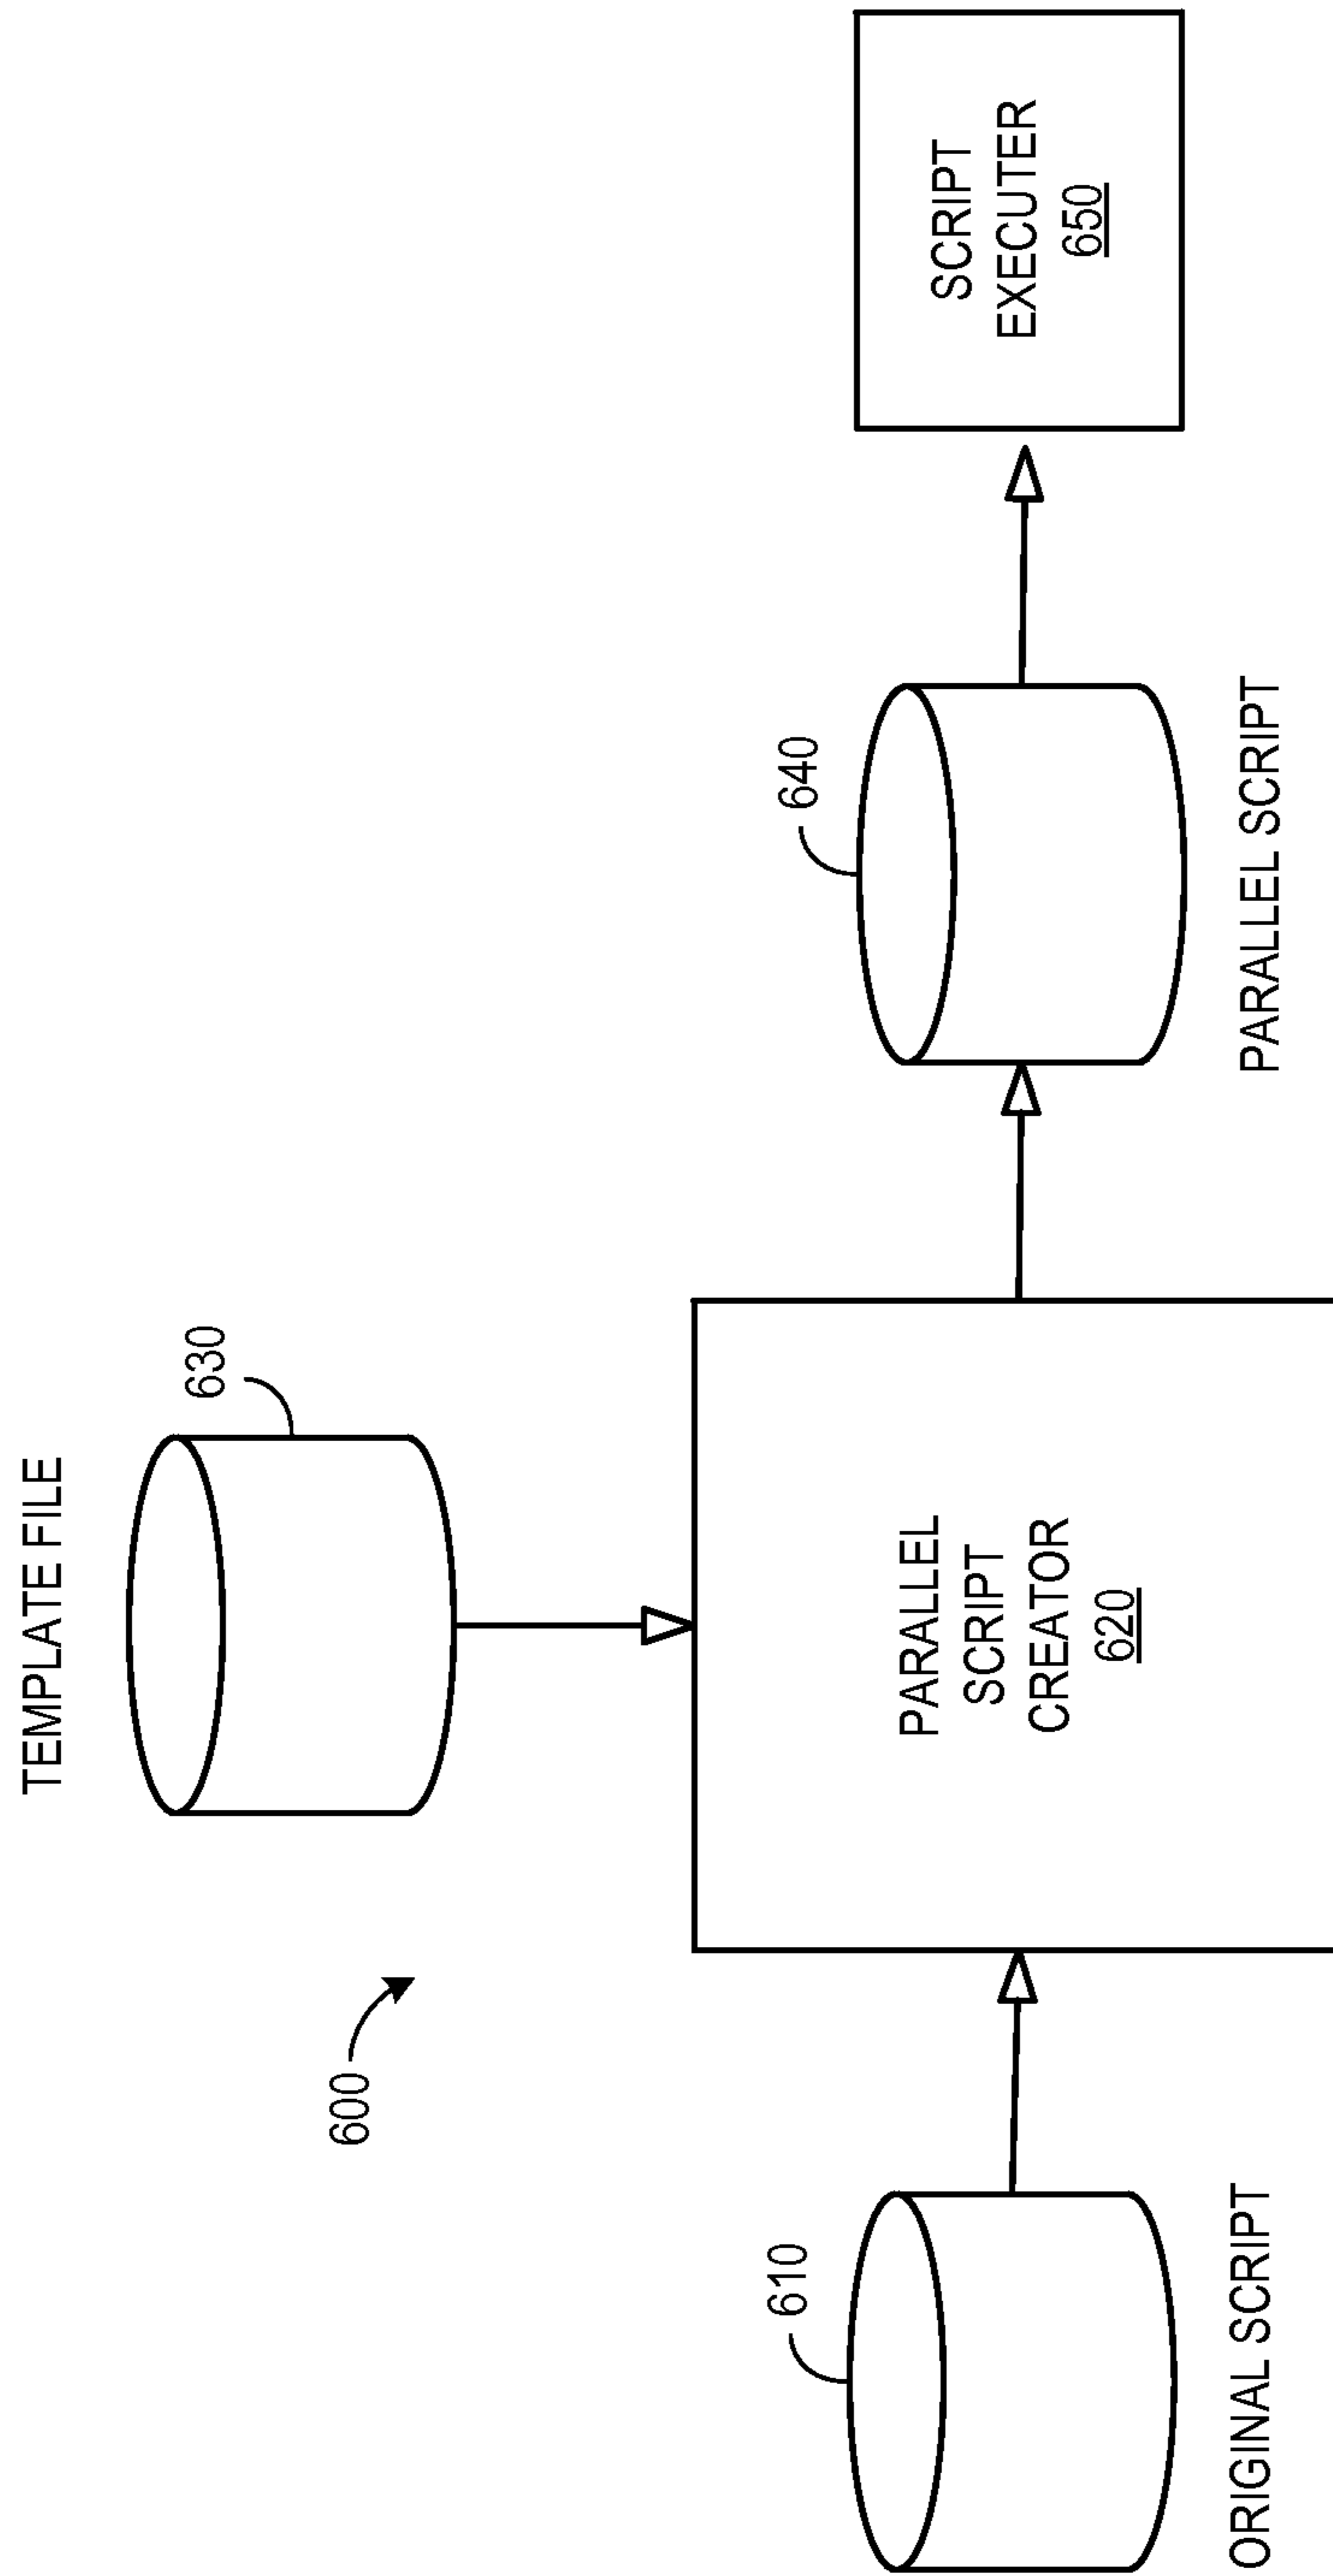 TEMPLATE FILE
630
600
610
ORIGINAL SCRIPT
PARALLEL
SCRIPT
CREATOR
620
640
PARALLEL SCRIPT
SCRIPT
EXECUTER
650